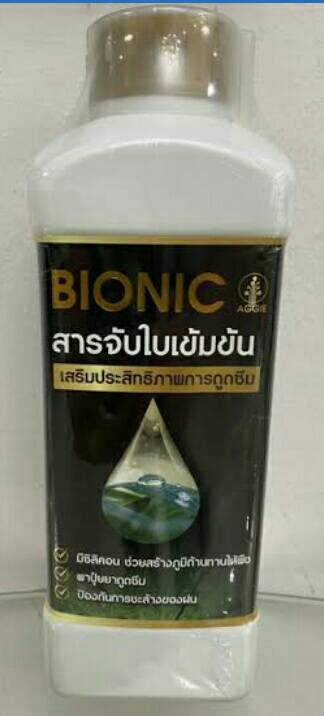 BIONIC
AGGIE
สารจับใบเข้มข้น
เสริมประสิทธิภาพการดูดซึม
มีซิลิคอน ช่วยสร้างภูมิต้านทานให้พืช
พาปุ๋ยยาดูดซึม
ป้องกันการชะล้างของฝน